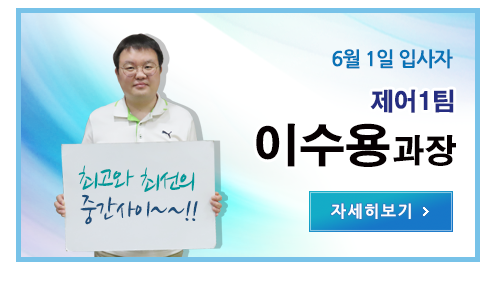 6월 1일 입사자
제어1팀
이수용과장
최고와 최선의
중간사이~~!!
자세히보기 >